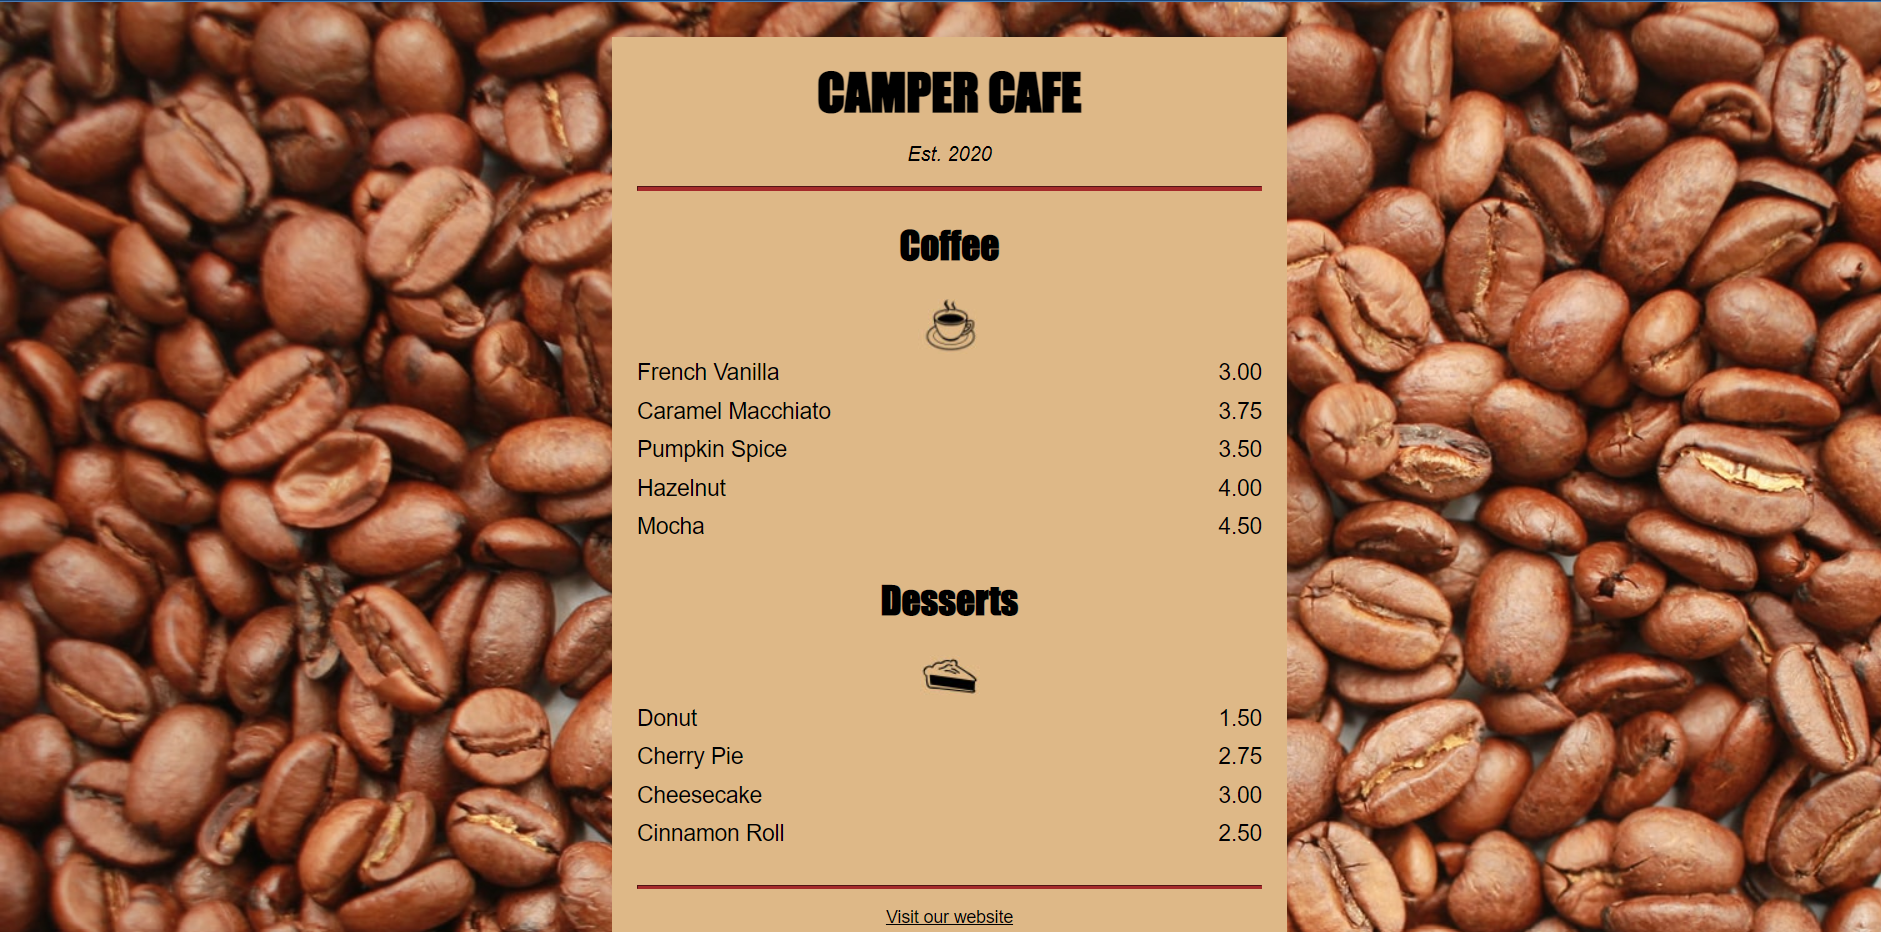 CAMPER CAFE
Est. 2020
Coffee
French Vanilla 3.00
Caramel Macchiato 3.75
Pumpkin Spice 3.50
Hazelnut 4.00
Mocha 4.50
Desserts
Donut 1.50
Cherry Pie 2.75
Cheesecake 3.00
Cinnamon Roll 2.50
Visit our website